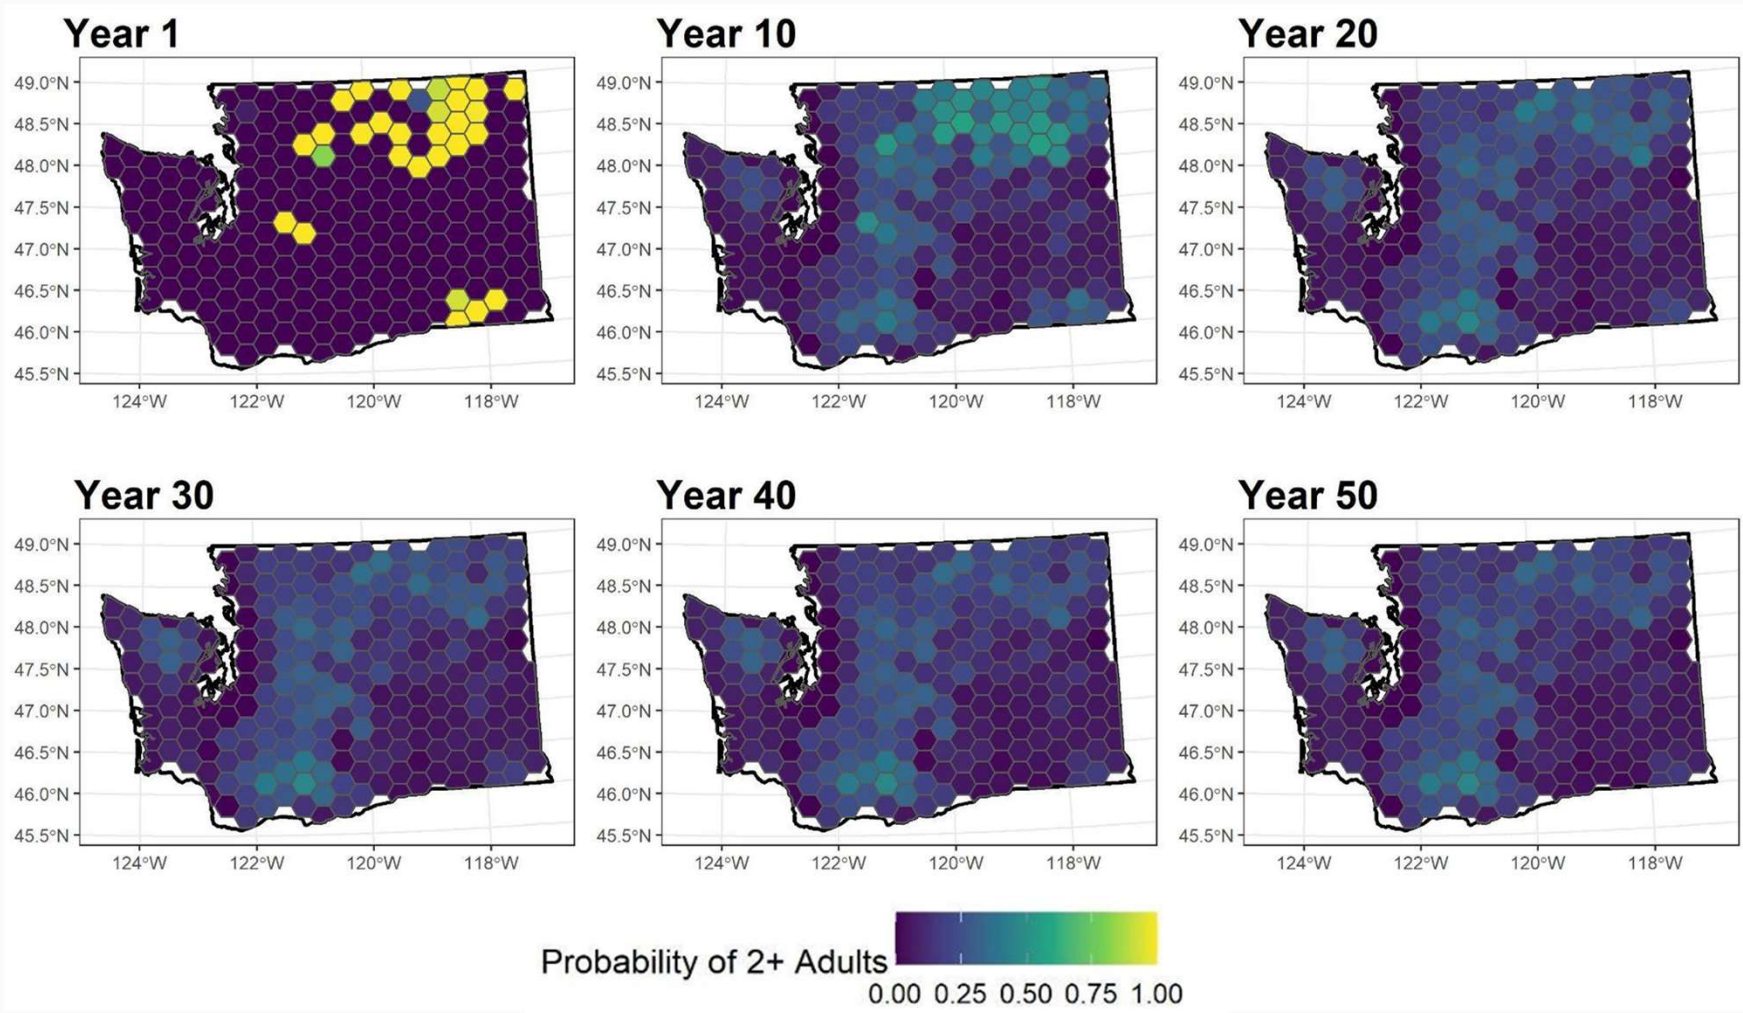 Year 1
Year 10
Year 20
49.0°N
48.5°N
48.0°N
47.5°N
47.0°N
46.5°N
46.0°N
45.5°N
124°W 122°W 120°W 118°W
49.0°N
48.5°N
48.0°N
47.5°N
47.0°N
46.5°N
46.0°N
45.5°N
124°W 122°W 120°W 118°W
49.0°N
48.5°N
48.0°N
47.5°N
47.0°N
46.5°N
46.0°N
45.5°N
124°W 122°W 120°W 118°W
Year 30
Year 40
Year 50
49.0°N
48.5°N
48.0°N
47.5°N
47.0°N
46.5°N
46.0°N
45.5°N
124°W 122°W 120°W 118°W
49.0°N
48.5°N
48.0°N
47.5°N
47.0°N
46.5°N
46.0°N
45.5°N
124°W 122°W 120°W 118°W
49.0°N
48.5°N
48.0°N
47.5°N
47.0°N
46.5°N
46.0°N
45.5°N
124°W 122°W 120°W 118°W
Probability of 2+ Adults
0.00 0.25 0.50 0.75 1.00